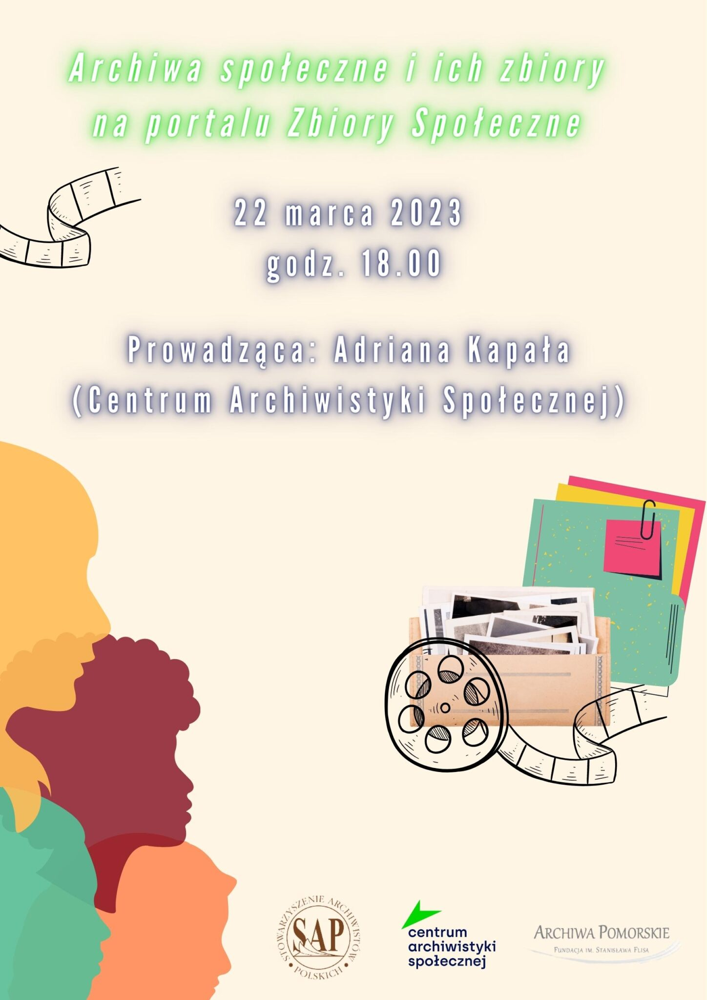 Archiwa społeczne i ich zbiory
na portalu Zbiory Społeczne
22 marca 2023
godz. 18.00
Prowadząca: Adriana Kapała
(Centrum Archiwistyki Społecznej)
STOWARZYSZENIE ARCHIWISTÓW
SAP
• POLSKICH •
centrum
archiwistyki
społecznej
ARCHIWA POMORSKIE
FUNDACJA IM. STANISŁAWA FLISA